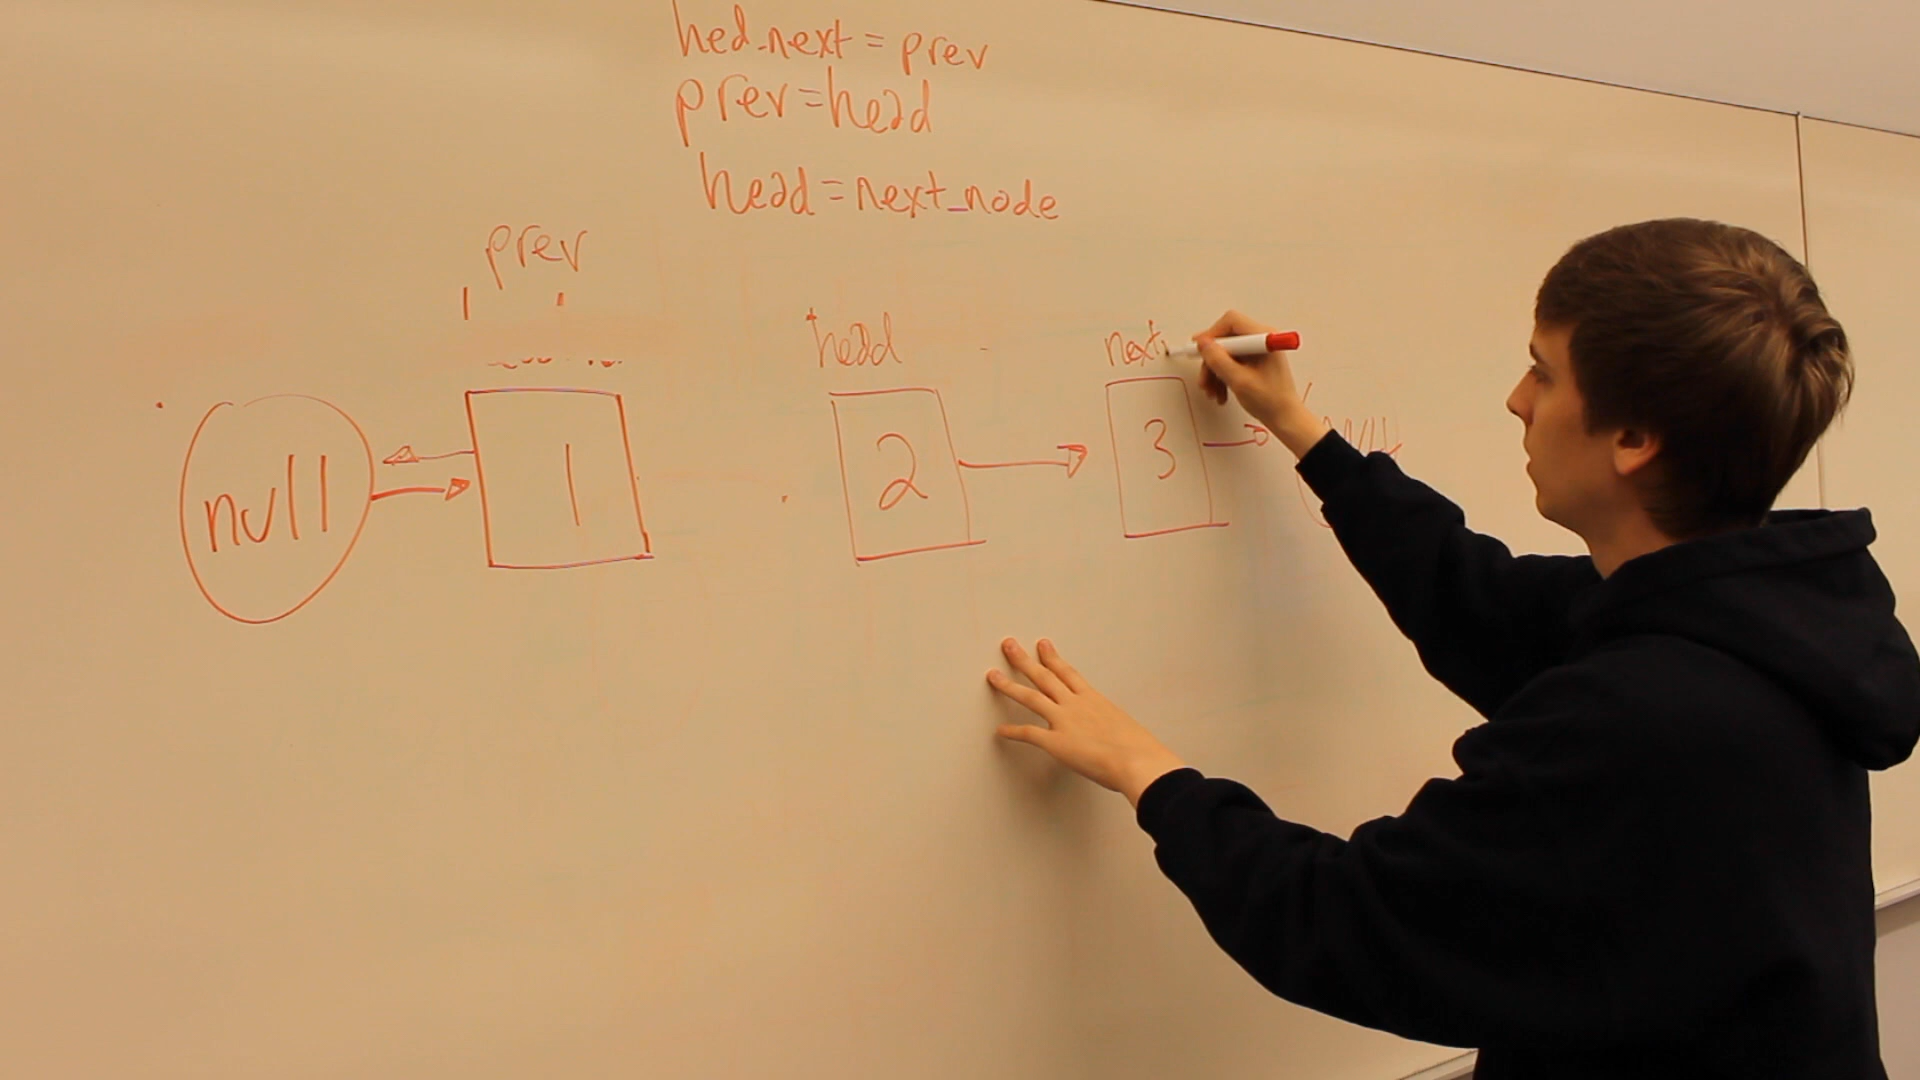 hed.next = prev
prev = head
head = next_node
prev
head
next
null
1
2
3